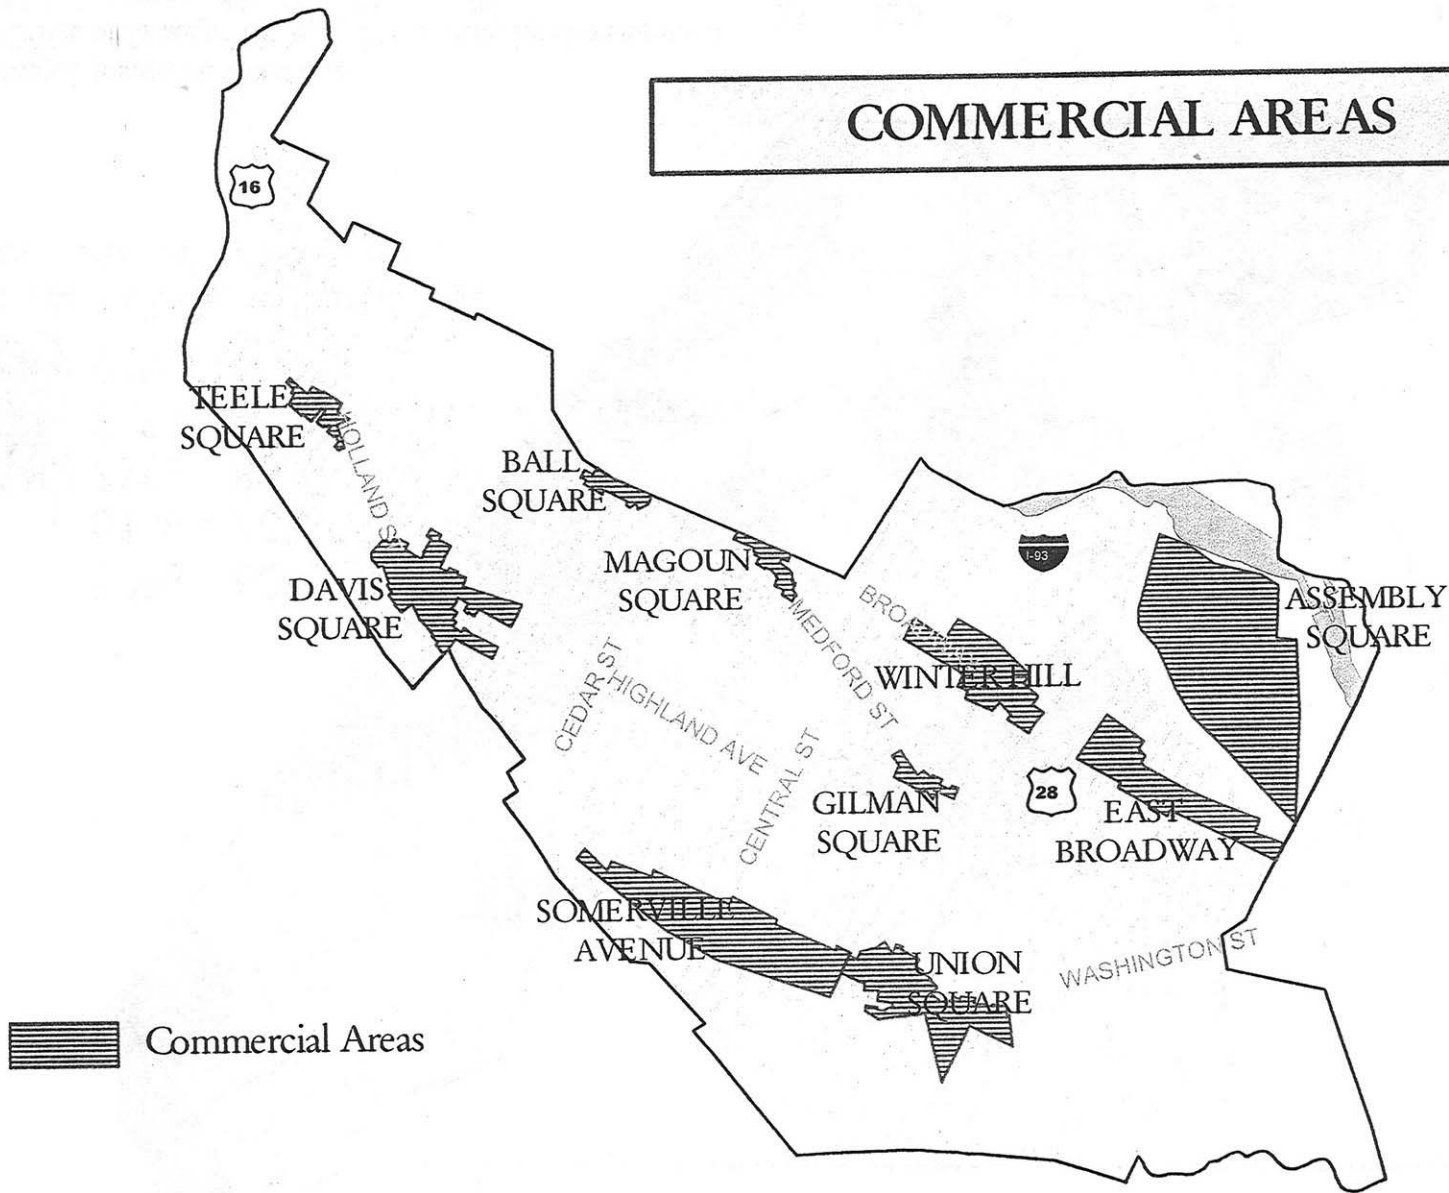 COMMERCIAL AREAS
16
TEELE
SQUARE
HOLLAND ST
BALL
SQUARE
DAVIS
SQUARE
MAGOUN
SQUARE
I-93
ASSEMBLY
SQUARE
BROADWAY
MEDFORD ST
WINTER HILL
CEDAR ST
HIGHLAND AVE
CENTRAL ST
GILMAN
SQUARE
28
EAST
BROADWAY
SOMERVILLE
AVENUE
UNION
SQUARE
WASHINGTON ST
Commercial Areas